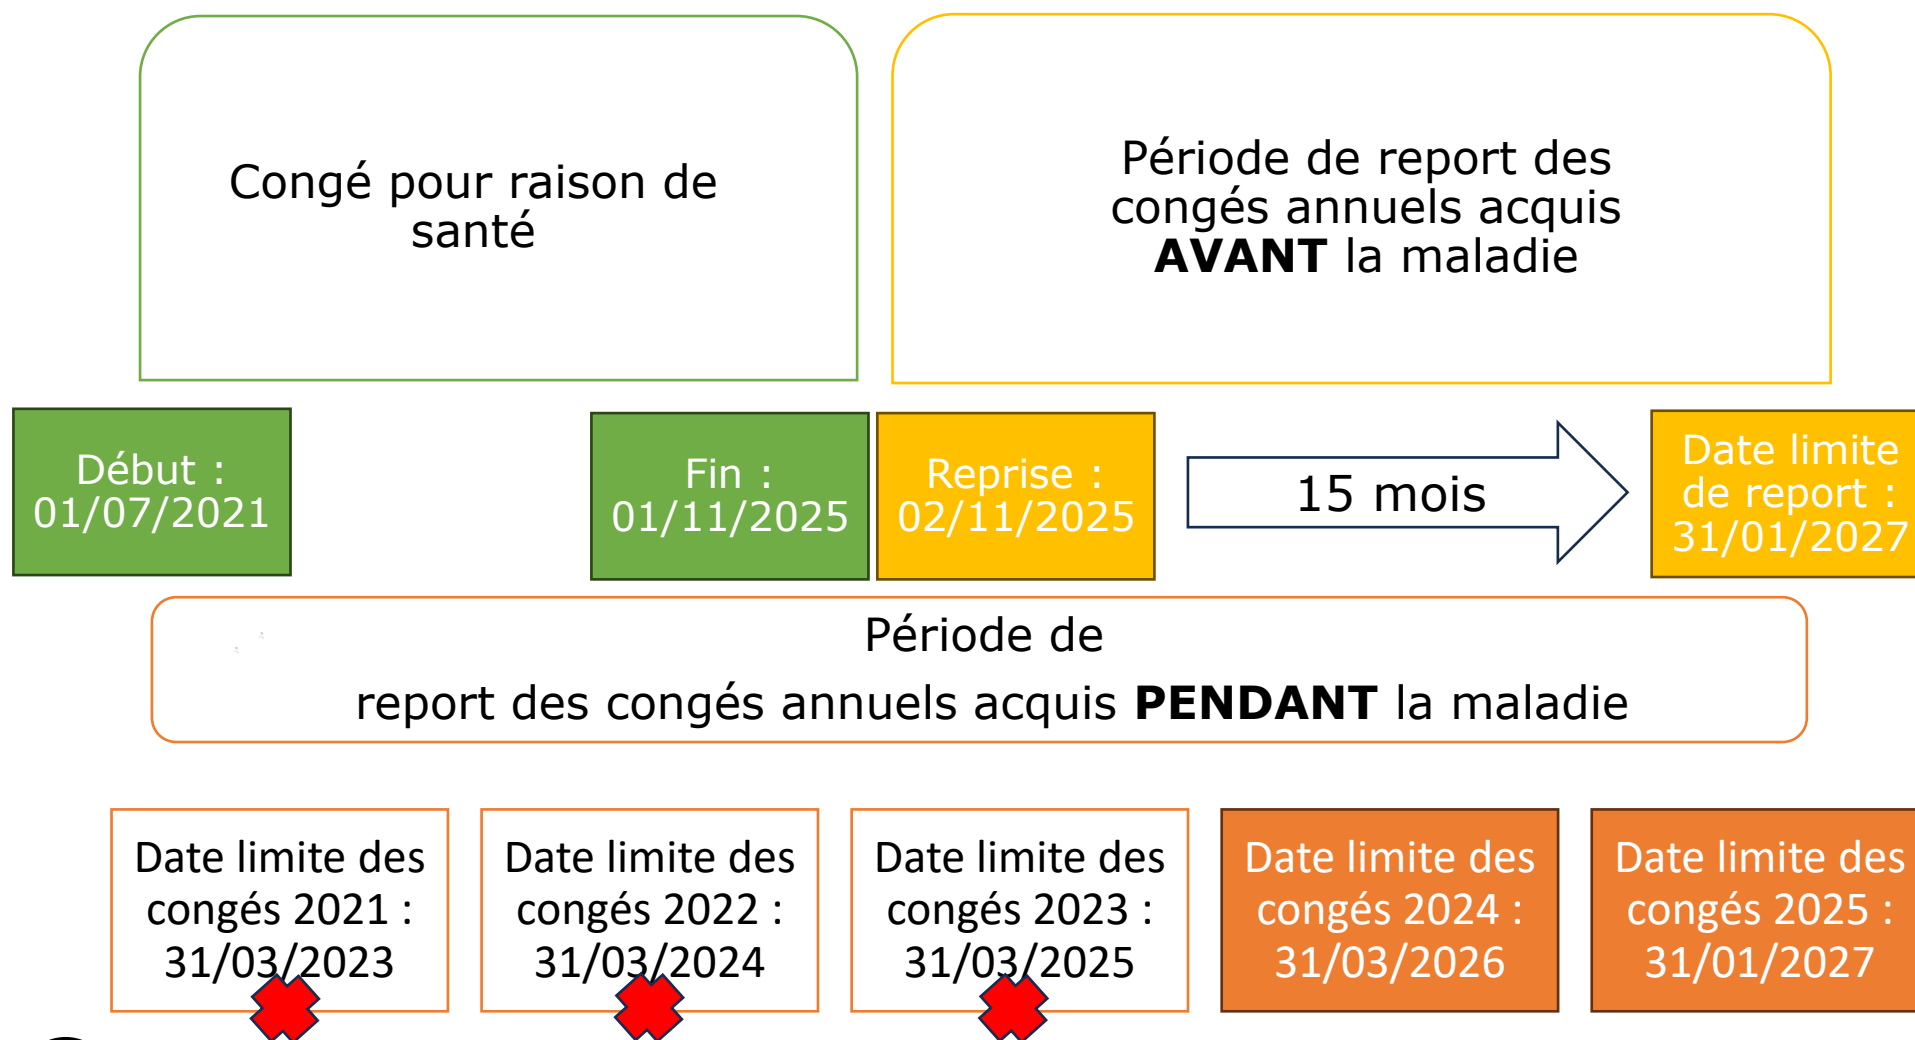 Congé pour raison de
santé
Période de report des
congés annuels acquis
AVANT la maladie
Début :
01/07/2021
Fin :
01/11/2025
Reprise :
02/11/2025
15 mois
Date limite
de report :
31/01/2027
Période de
report des congés annuels acquis PENDANT la maladie
Date limite des
congés 2021 :
31/03/2023
Date limite des
congés 2022 :
31/03/2024
Date limite des
congés 2023 :
31/03/2025
Date limite des
congés 2024 :
31/03/2026
Date limite des
congés 2025 :
31/01/2027